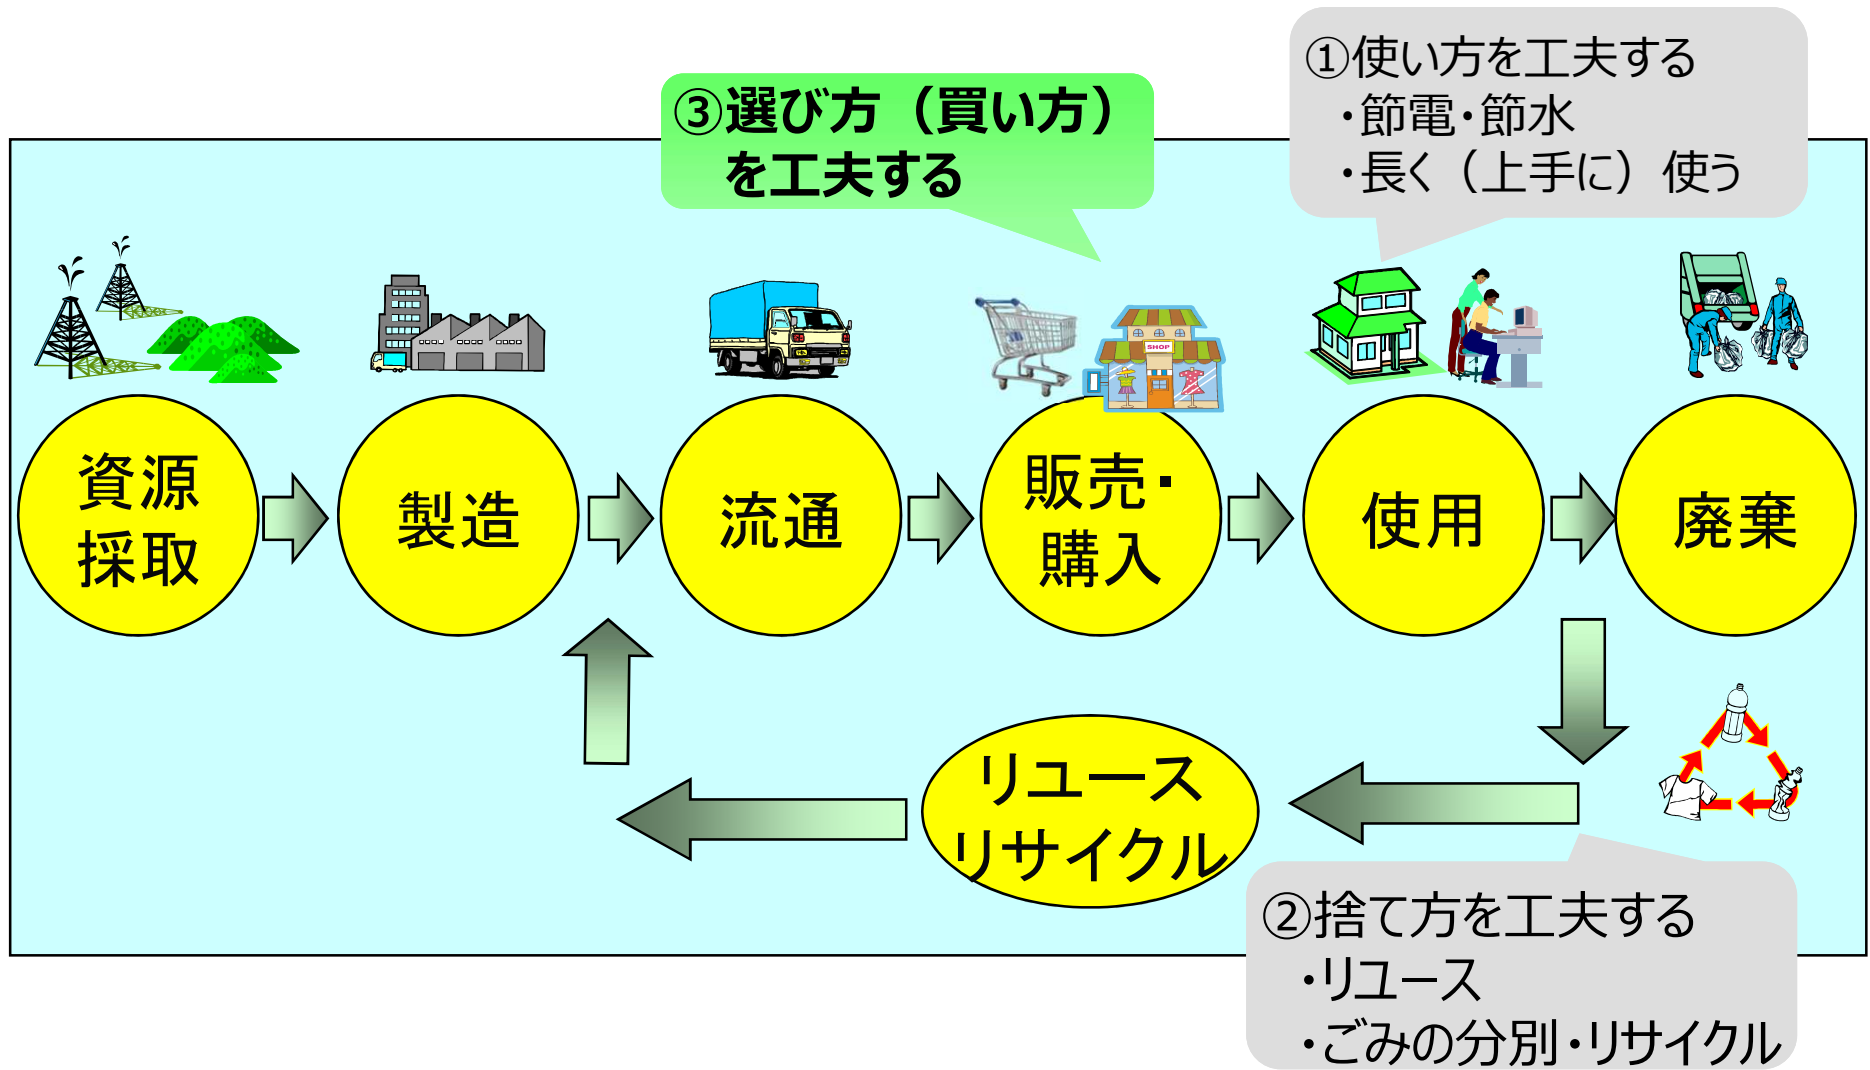 ①使い方を工夫する
・節電・節水
・長く（上手に）使う
③選び方（買い方）
を工夫する
SHOP
資源
採取
製造
流通
販売・
購入
使用
廃棄
リユース
リサイクル
②捨て方を工夫する
・リユース
・ごみの分別・リサイクル